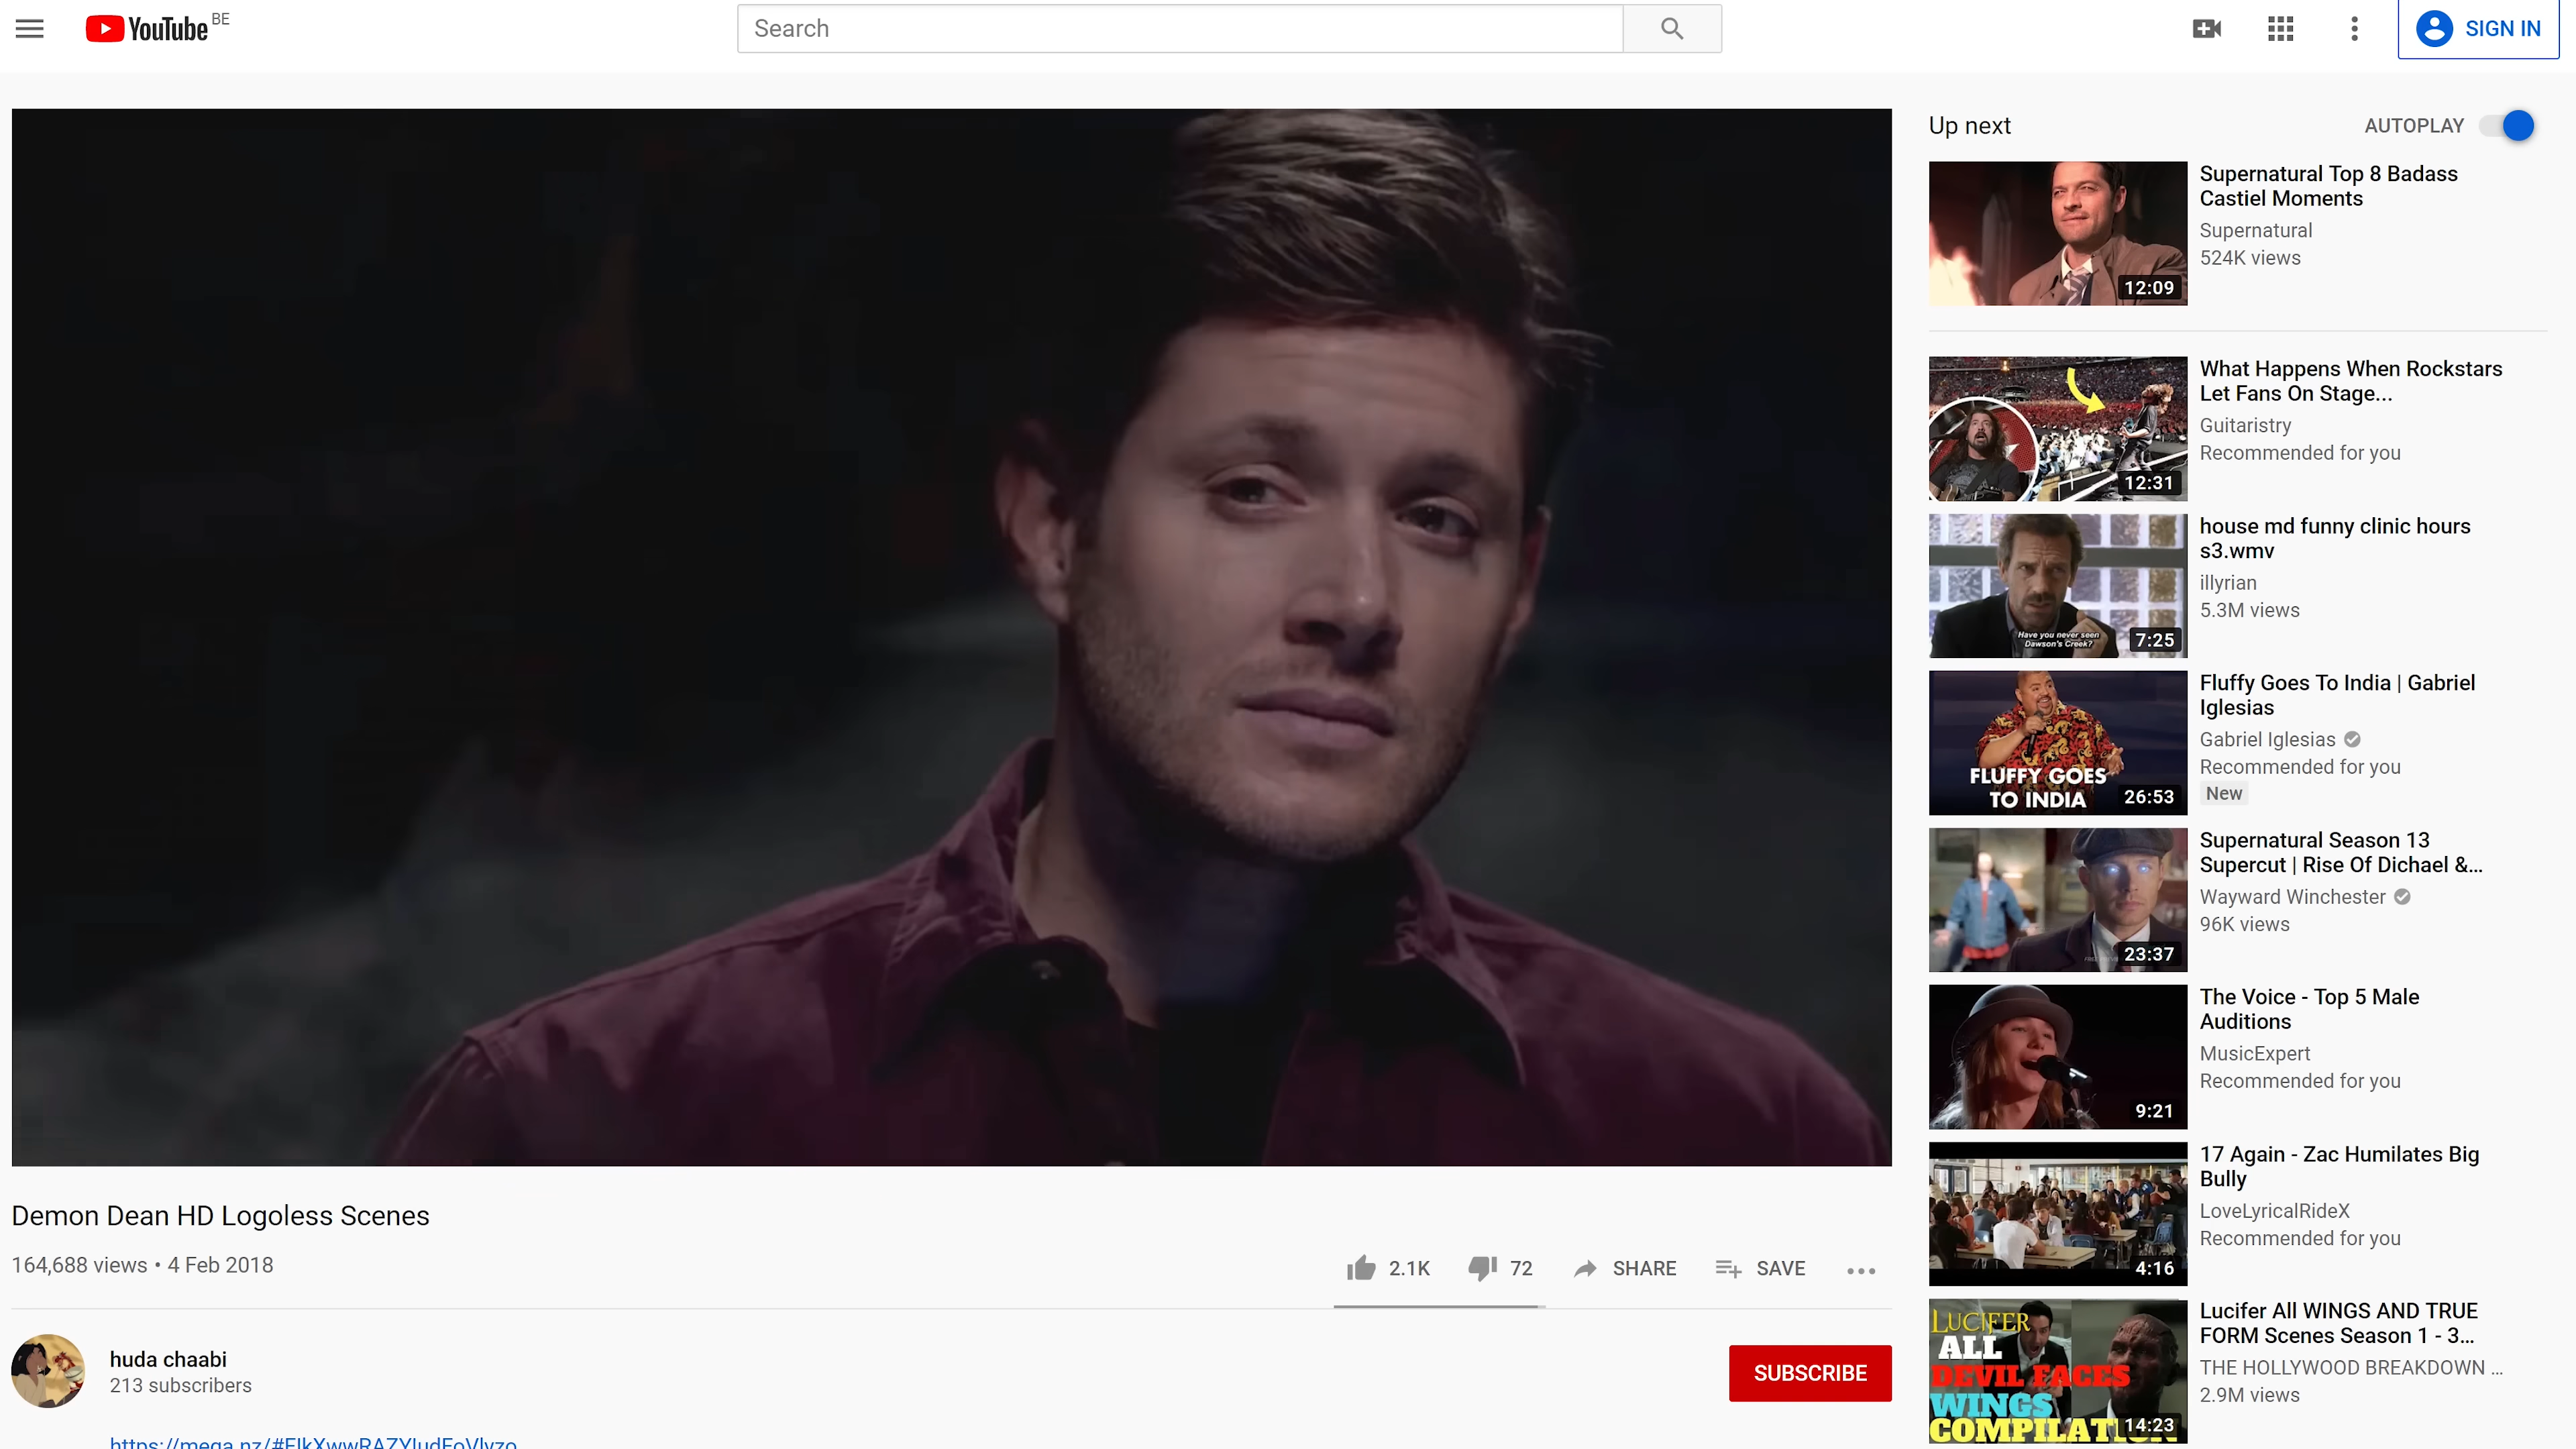 YouTube BE
Search
SIGN IN
Up next
AUTOPLAY
Supernatural Top 8 Badass
Castiel Moments
Supernatural
524K views
12:09
What Happens When Rockstars
Let Fans On Stage...
Guitaristry
Recommended for you
12:31
house md funny clinic hours
s3.wmv
illyrian
5.3M views
Have you never seen
Dawson's Creek?
7:25
Fluffy Goes To India | Gabriel
Iglesias
Gabriel Iglesias
Recommended for you
New
FLUFFY GOES
TO INDIA
26:53
Supernatural Season 13
Supercut | Rise Of Dichael &...
Wayward Winchester
96K views
23:37
The Voice - Top 5 Male
Auditions
MusicExpert
Recommended for you
9:21
17 Again - Zac Humilates Big
Bully
LoveLyricalRideX
Recommended for you
4:16
Lucifer All WINGS AND TRUE
FORM Scenes Season 1 - 3...
THE HOLLYWOOD BREAKDOWN ...
2.9M views
LUCIFER
ALL
DEVIL FACES
WINGS
COMPILATION
14:23
Demon Dean HD Logoless Scenes
164,688 views • 4 Feb 2018
2.1K
72
SHARE
SAVE
huda chaabi
213 subscribers
SUBSCRIBE